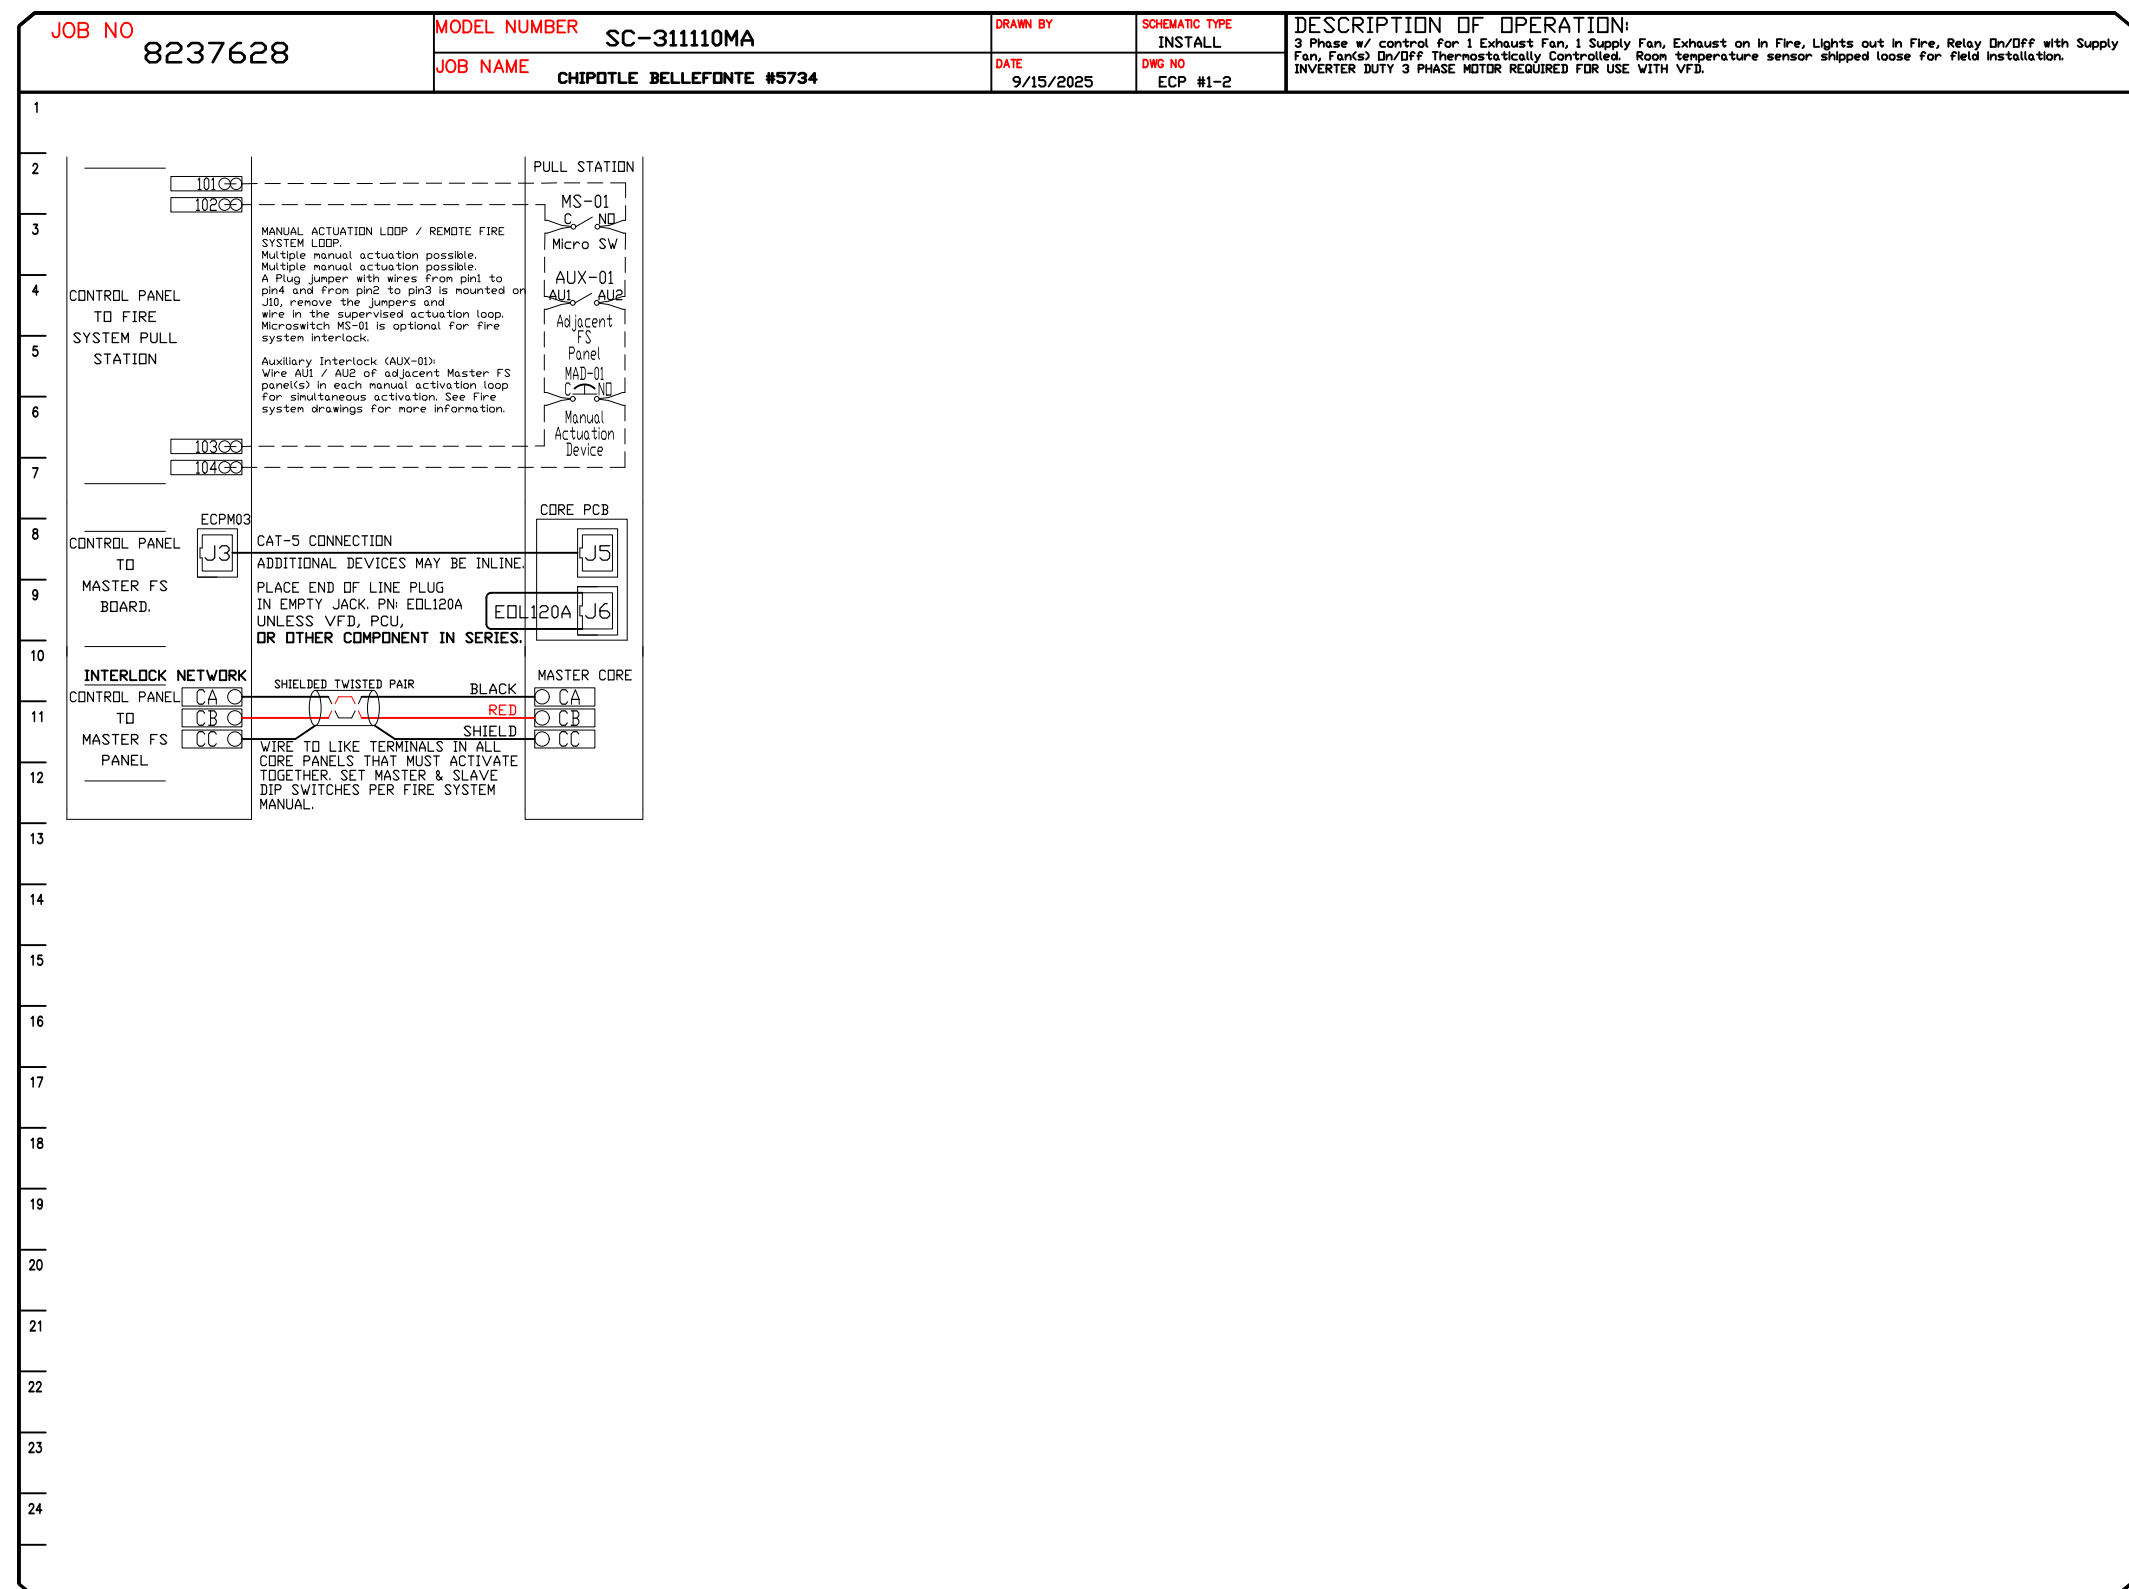 JOB NO
8237628
MODEL NUMBER
SC-311110MA
JOB NAME
CHIPOTLE BELLEFONTE #5734
DRAWN BY
DATE
9/15/2025
SCHEMATIC TYPE
INSTALL
DWG NO
ECP #1-2
DESCRIPTION OF OPERATION:
3 Phase w/ control for 1 Exhaust Fan, 1 Supply Fan, Exhaust on in Fire, Lights out in Fire, Relay On/Off with Supply
Fan, Fan(s) On/Off Thermostatically Controlled. Room temperature sensor shipped loose for field installation.
INVERTER DUTY 3 PHASE MOTOR REQUIRED FOR USE WITH VFD.
1
2
3
4
5
6
7
8
9
10
11
12
13
14
15
16
17
18
19
20
21
22
23
24
CONTROL PANEL
TO FIRE
SYSTEM PULL
STATION
101
102
103
104
MANUAL ACTUATION LOOP / REMOTE FIRE
SYSTEM LOOP.
Multiple manual actuation possible.
Multiple manual actuation possible.
A Plug jumper with wires from pin1 to
pin4 and from pin2 to pin3 is mounted on
J10, remove the jumpers and
wire in the supervised actuation loop.
Microswitch MS-01 is optional for fire
system interlock.
Auxiliary Interlock (AUX-01):
Wire AU1 / AU2 of adjacent Master FS
panel(s) in each manual activation loop
for simultaneous activation. See Fire
system drawings for more information.
PULL STATION
MS-01
C NO
Micro SW
AUX-01
AU1 AU2
Adjacent
FS
Panel
MAD-01
C NO
Manual
Actuation
Device
CONTROL PANEL
TO
MASTER FS
BOARD.
ECPM03
J3
CAT-5 CONNECTION
ADDITIONAL DEVICES MAY BE INLINE.
PLACE END OF LINE PLUG
IN EMPTY JACK. PN: EOL120A
UNLESS VFD, PCU,
OR OTHER COMPONENT IN SERIES.
CORE PCB
J5
EOL120A
J6
INTERLOCK NETWORK
CONTROL PANEL
TO
MASTER FS
PANEL
CA
CB
CC
SHIELDED TWISTED PAIR
BLACK
RED
SHIELD
MASTER CORE
CA
CB
CC
WIRE TO LIKE TERMINALS IN ALL
CORE PANELS THAT MUST ACTIVATE
TOGETHER. SET MASTER & SLAVE
DIP SWITCHES PER FIRE SYSTEM
MANUAL.